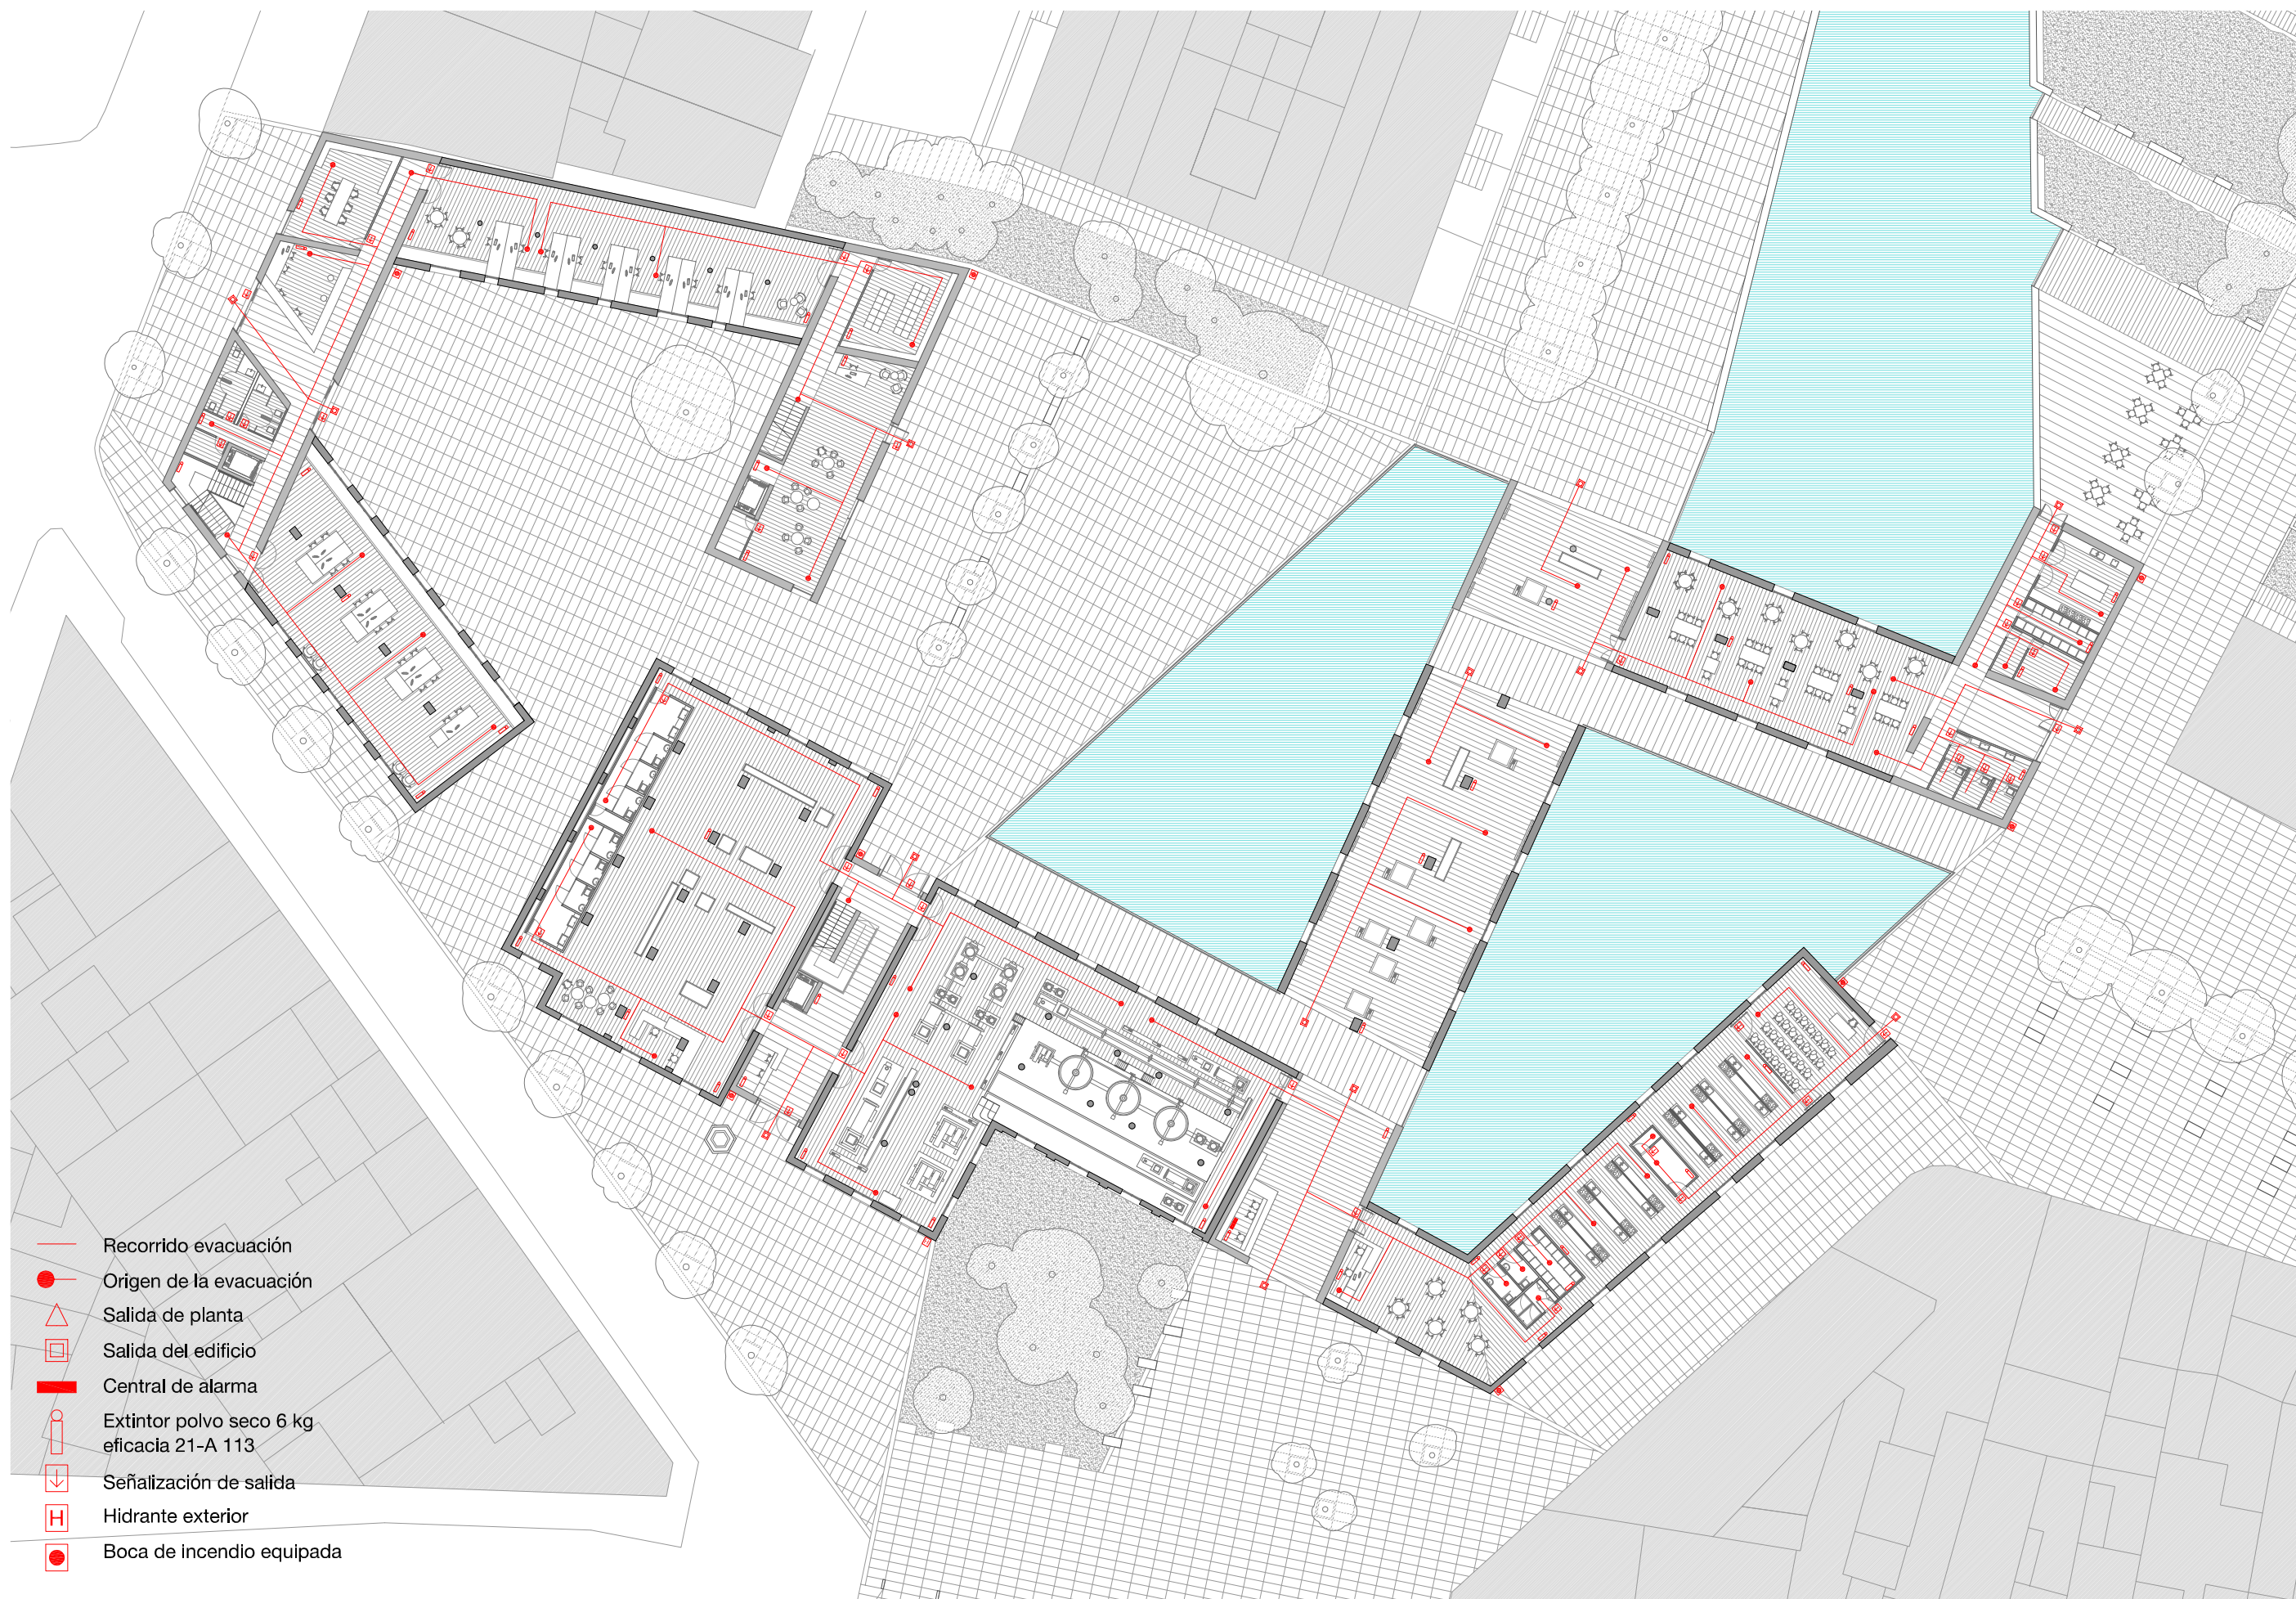 Recorrido evacuación
Origen de la evacuación
Salida de planta
Salida del edificio
Central de alarma
Extintor polvo seco 6 kg
eficacia 21-A 113
Señalización de salida
H Hidrante exterior
Boca de incendio equipada